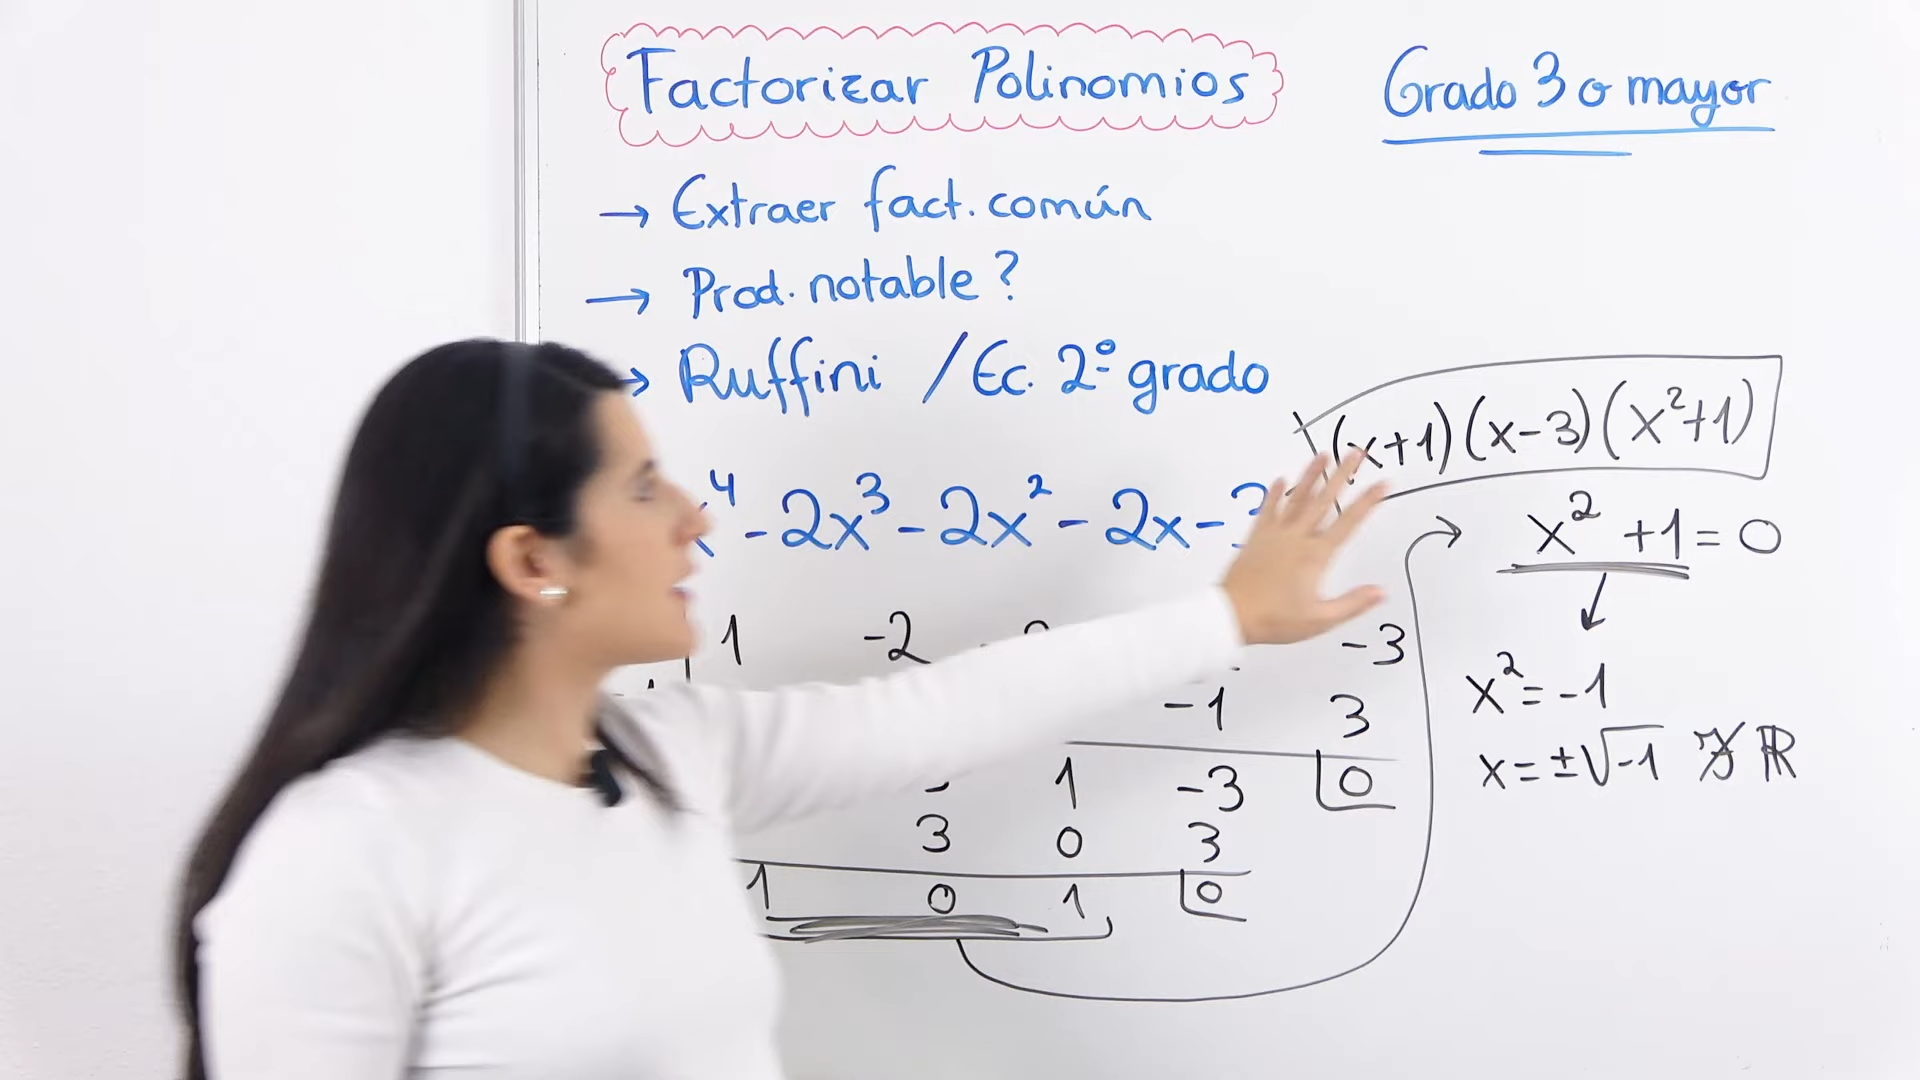 Factorizar Polinomios
Grado 3 o mayor
→ Extraer fact. común
→ Prod. notable?
→ Ruffini / Ec. 2º grado
(x+1)(x-3)(x²+1)
x⁴ - 2x³ - 2x² - 2x - 3
x² + 1 = 0
1 -2 -3
-1 3
1 -3 0
3 0 3
1 0 1 0
x² = -1
x = ±√-1 ∄ ℝ